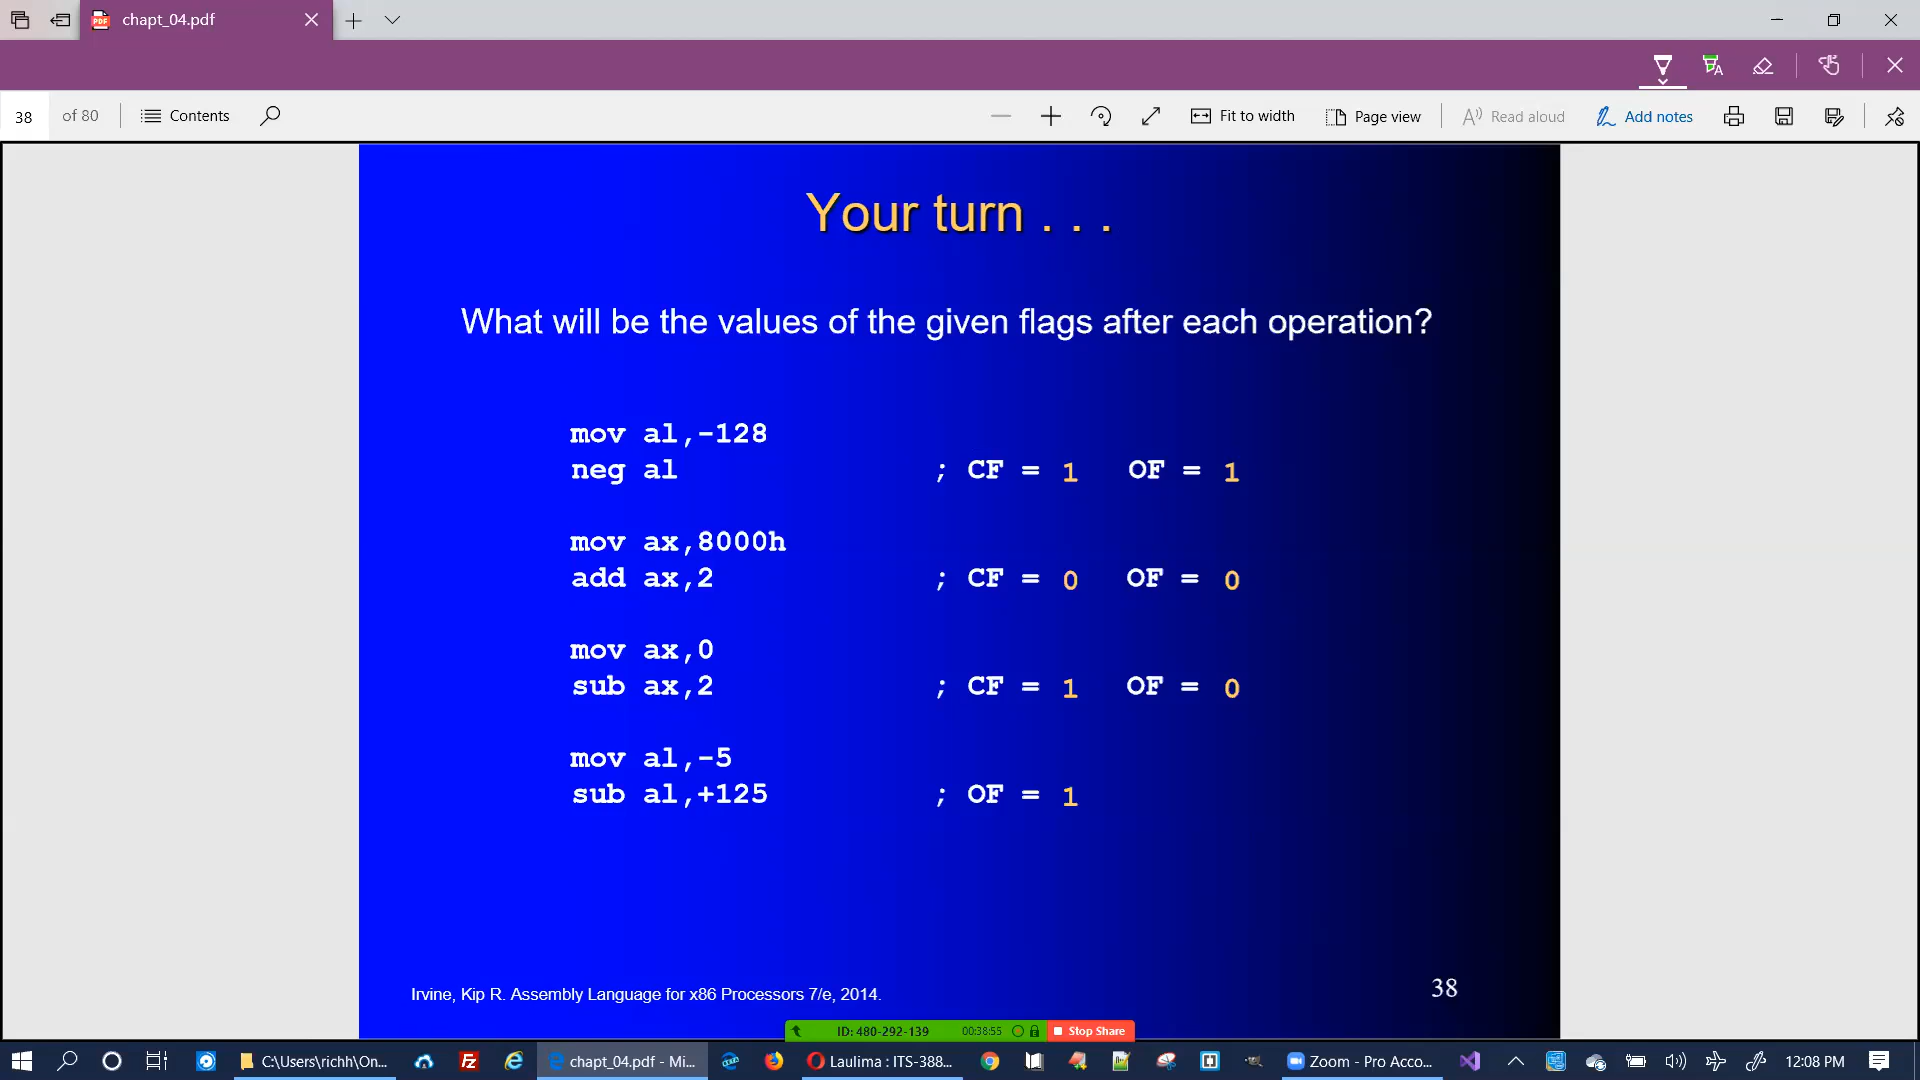 chapt_04.pdf
38 of 80 Contents Fit to width Page view Read aloud Add notes
Your turn . . .
What will be the values of the given flags after each operation?
mov al,-128
neg al ; CF = 1 OF = 1
mov ax,8000h
add ax,2 ; CF = 0 OF = 0
mov ax,0
sub ax,2 ; CF = 1 OF = 0
mov al,-5
sub al,+125 ; OF = 1
Irvine, Kip R. Assembly Language for x86 Processors 7/e, 2014.
38
ID: 480-292-139 00:38:55 Stop Share
C:\Users\richh\On... chapt_04.pdf - Mi... Laulima : ITS-388... Zoom - Pro Acco... 12:08 PM